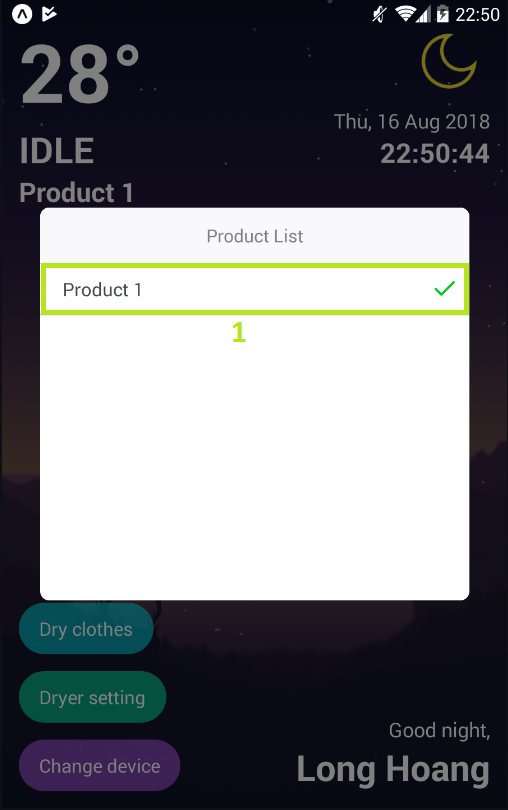 22:50
28°
Thu, 16 Aug 2018
IDLE
22:50:44
Product 1
Product List
Product 1
1
Dry clothes
Dryer setting
Change device
Good night,
Long Hoang